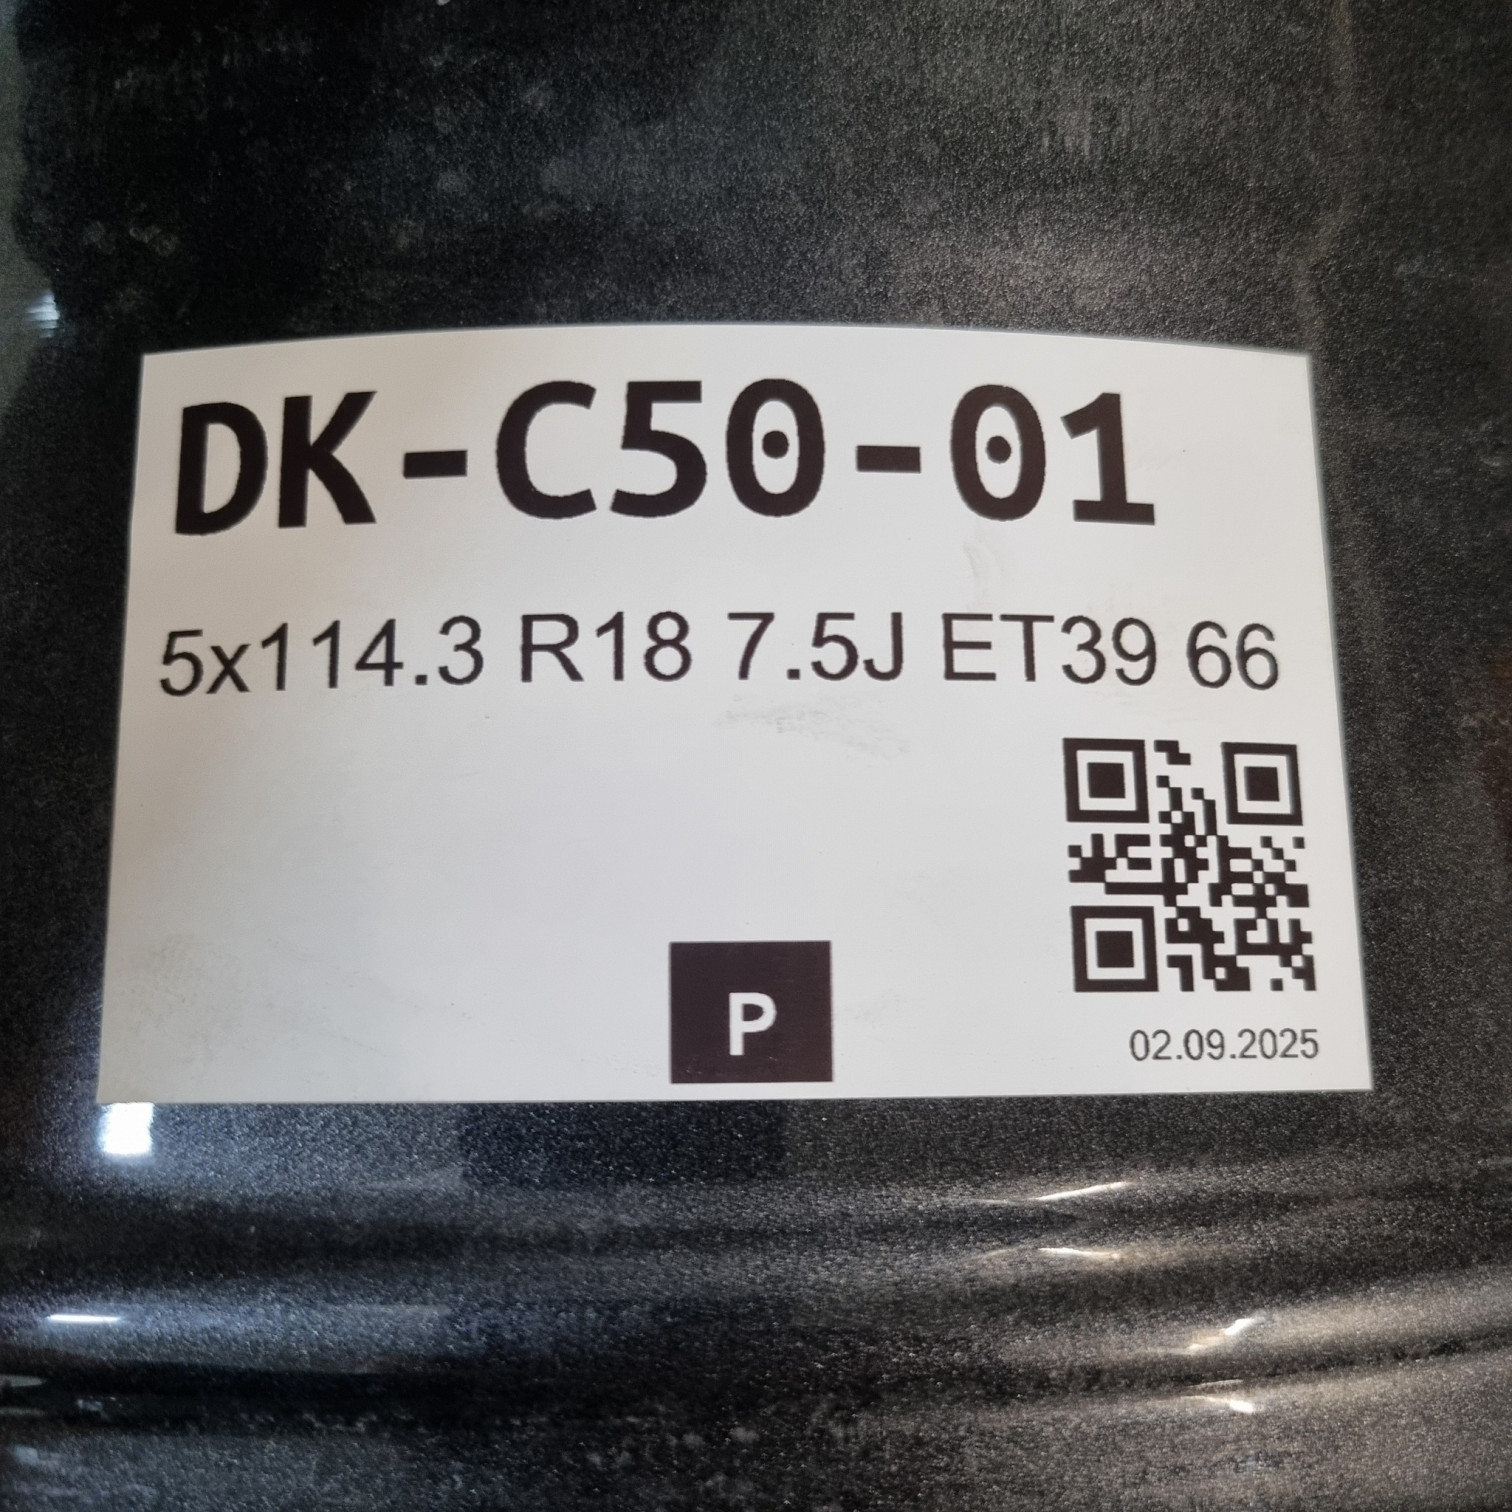 DK-C50-01
5x114.3 R18 7.5J ET39 66
P
02.09.2025